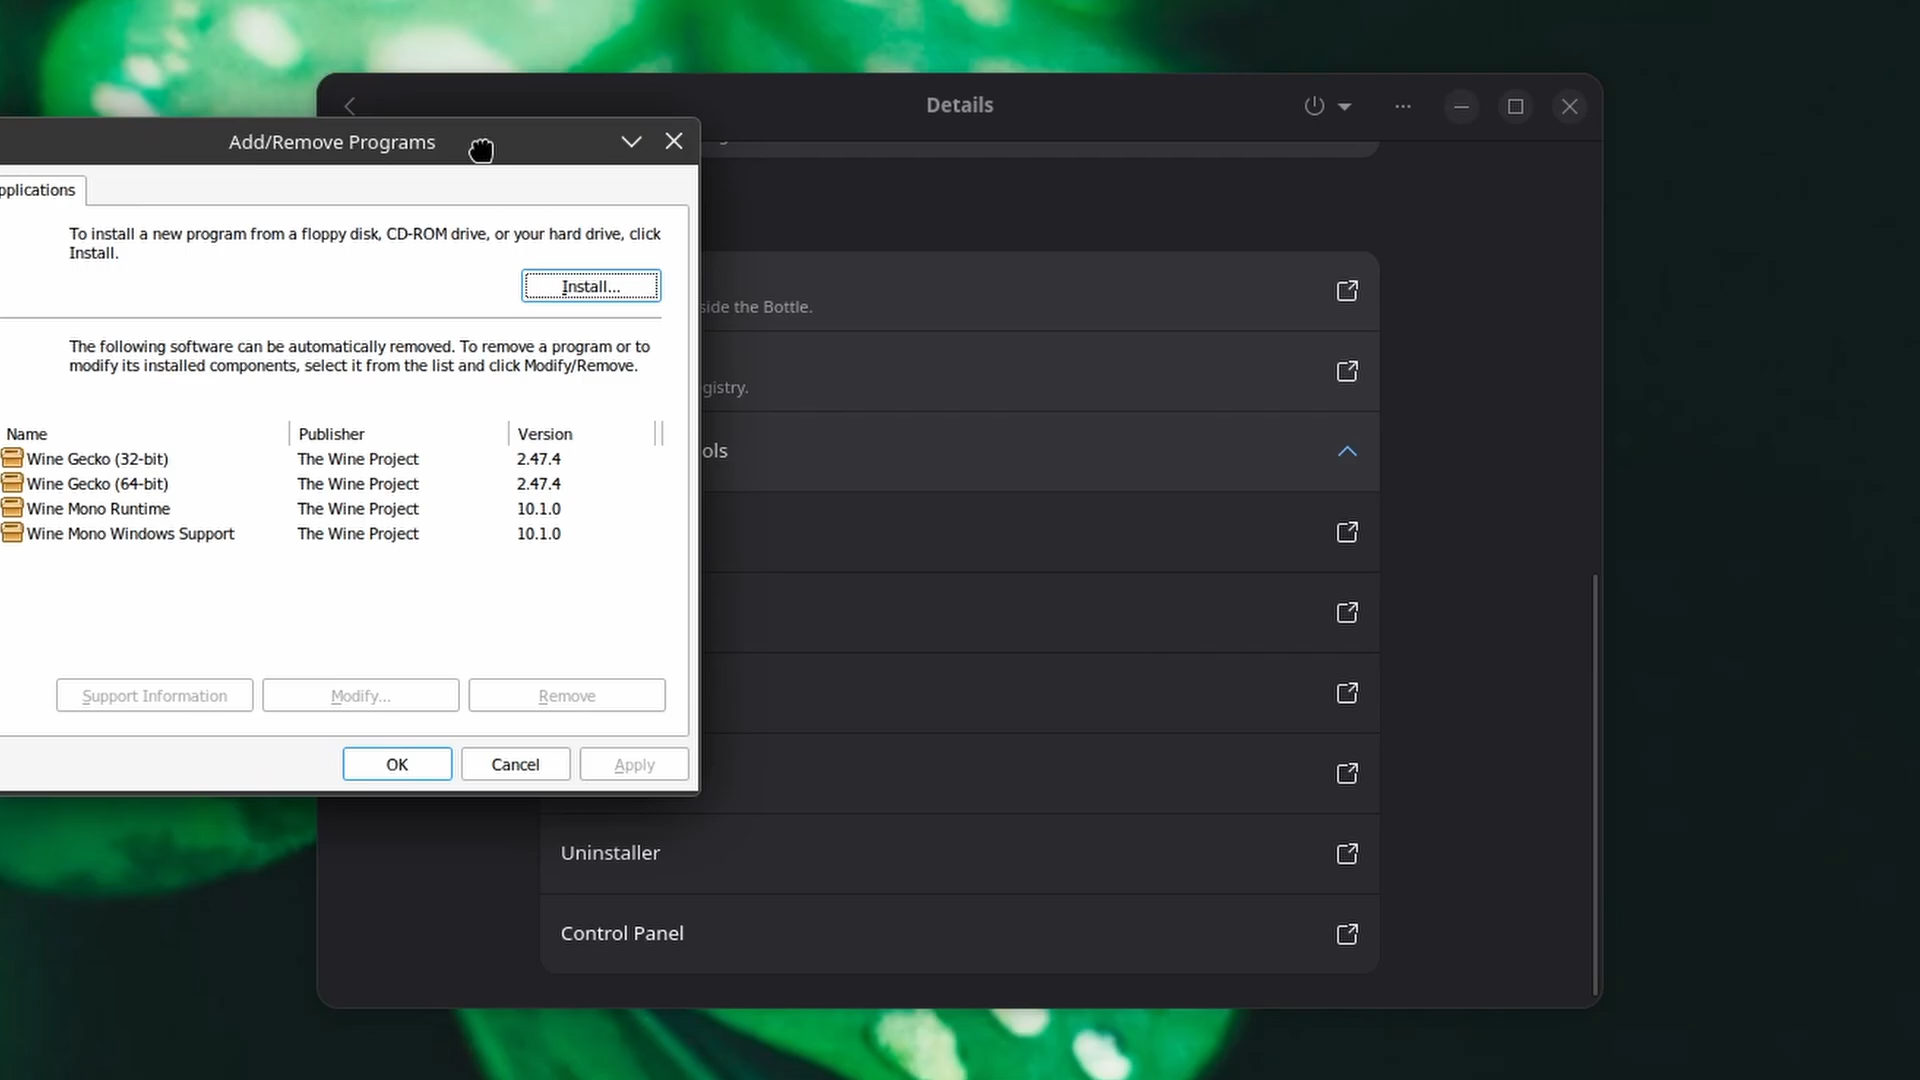 Details
Add/Remove Programs
pplications
To install a new program from a floppy disk, CD-ROM drive, or your hard drive, click
Install.
Install...
The following software can be automatically removed. To remove a program or to
modify its installed components, select it from the list and click Modify/Remove.
Name Publisher Version
Wine Gecko (32-bit) The Wine Project 2.47.4
Wine Gecko (64-bit) The Wine Project 2.47.4
Wine Mono Runtime The Wine Project 10.1.0
Wine Mono Windows Support The Wine Project 10.1.0
Support Information Modify... Remove
OK Cancel Apply
side the Bottle.
gistry.
ols
Uninstaller
Control Panel